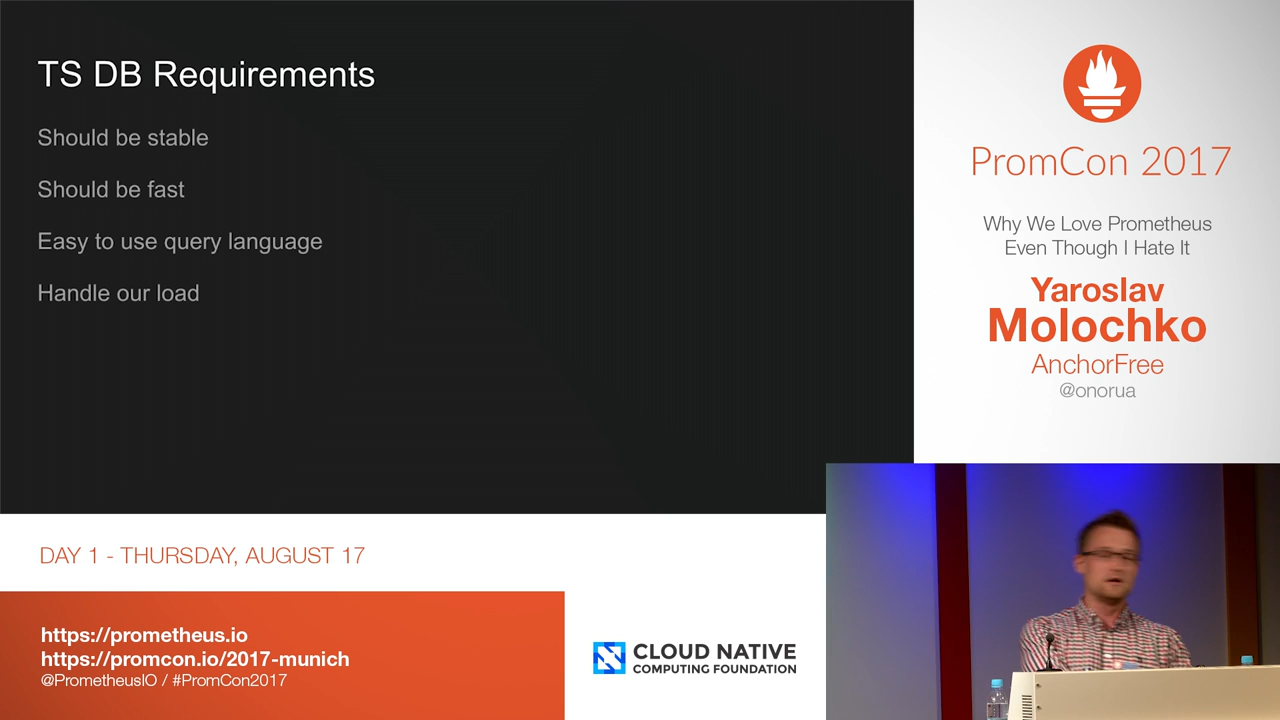 TS DB Requirements
Should be stable
Should be fast
Easy to use query language
Handle our load
PromCon 2017
Why We Love Prometheus
Even Though I Hate It
Yaroslav
Molochko
AnchorFree
@onorua
DAY 1 - THURSDAY, AUGUST 17
https://prometheus.io
https://promcon.io/2017-munich
@PrometheusIO / #PromCon2017
CLOUD NATIVE
COMPUTING FOUNDATION